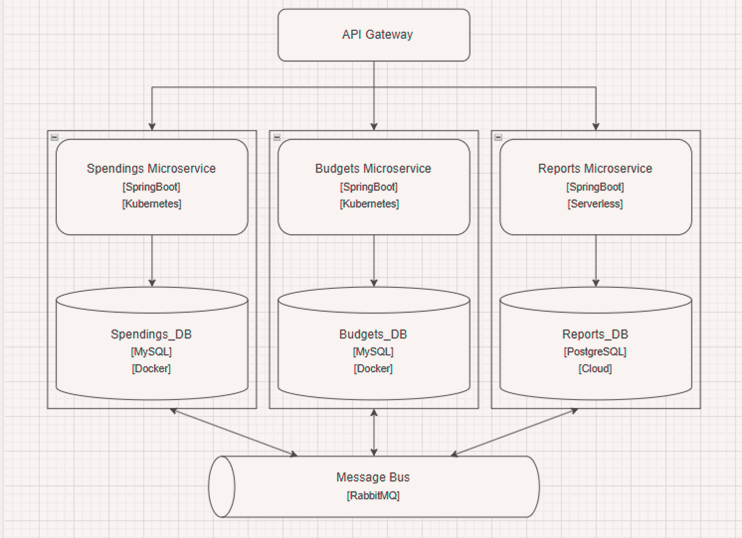 API Gateway
Spendings Microservice
[SpringBoot]
[Kubernetes]
Budgets Microservice
[SpringBoot]
[Kubernetes]
Reports Microservice
[SpringBoot]
[Serverless]
Spendings_DB
[MySQL]
[Docker]
Budgets_DB
[MySQL]
[Docker]
Reports_DB
[PostgreSQL]
[Cloud]
Message Bus
[RabbitMQ]